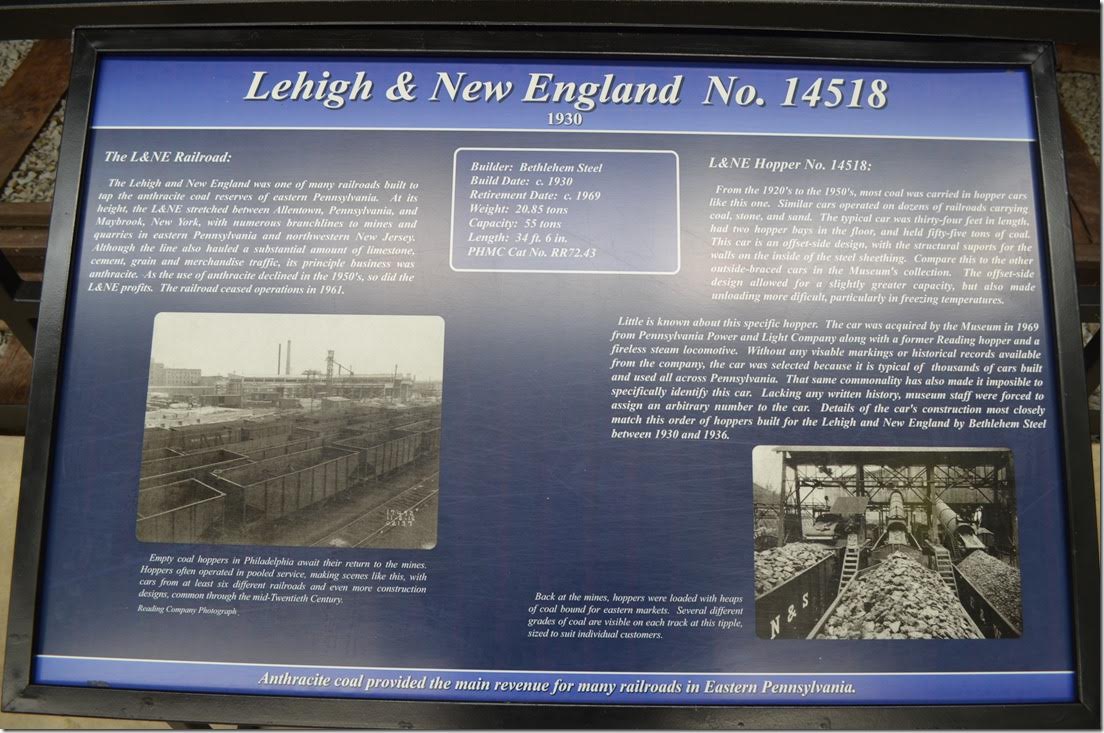 Lehigh & New England No. 14518
1930
The L&NE Railroad:
The Lehigh and New England was one of many railroads built to
tap the anthracite coal reserves of eastern Pennsylvania. At its
height, the L&NE stretched between Allentown, Pennsylvania, and
Maybrook, New York, with numerous branchlines to mines and
quarries in eastern Pennsylvania and northwestern New Jersey.
Although the line also hauled a substantial amount of limestone,
cement, grain and merchandise traffic, its principle business was
anthracite. As the use of anthracite declined in the 1950's, so did the
L&NE profits. The railroad ceased operations in 1961.
Builder: Bethlehem Steel
Build Date: c. 1930
Retirement Date: c. 1969
Weight: 20.85 tons
Capacity: 55 tons
Length: 34 ft. 6 in.
PHMC Cat No. RR72.43
L&NE Hopper No. 14518:
From the 1920's to the 1950's, most coal was carried in hopper cars
like this one. Similar cars operated on dozens of railroads carrying
coal, stone, and sand. The typical car was thirty-four feet in length,
had two hopper bays in the floor, and held fifty-five tons of coal.
This car is an offset-side design, with the structural suports for the
walls on the inside of the steel sheething. Compare this to the other
outside-braced cars in the Museum's collection. The offset-side
design allowed for a slightly greater capacity, but also made
unloading more dificult, particularly in freezing temperatures.
Little is known about this specific hopper. The car was acquired by the Museum in 1969
from Pennsylvania Power and Light Company along with a former Reading hopper and a
fireless steam locomotive. Without any visable markings or historical records available
from the company, the car was selected because it is typical of thousands of cars built
and used all across Pennsylvania. That same commonality has also made it imposible to
specifically identify this car. Lacking any written history, museum staff were forced to
assign an arbitrary number to the car. Details of the car's construction most closely
match this order of hoppers built for the Lehigh and New England by Bethlehem Steel
between 1930 and 1936.
Empty coal hoppers in Philadelphia await their return to the mines.
Hoppers often operated in pooled service, making scenes like this, with
cars from at least six different railroads and even more construction
designs, common through the mid-Twentieth Century.
Reading Company Photograph
Back at the mines, hoppers were loaded with heaps
of coal bound for eastern markets. Several different
grades of coal are visible on each track at this tipple,
sized to suit individual customers.
N & S
Anthracite coal provided the main revenue for many railroads in Eastern Pennsylvania.